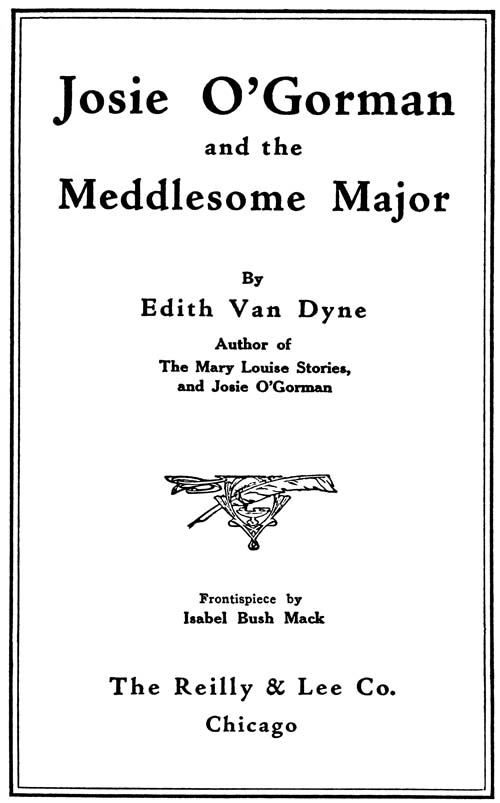 Josie O'Gorman
and the
Meddlesome Major
By
Edith Van Dyne
Author of
The Mary Louise Stories,
and Josie O'Gorman
Frontispiece by
Isabel Bush Mack
The Reilly & Lee Co.
Chicago